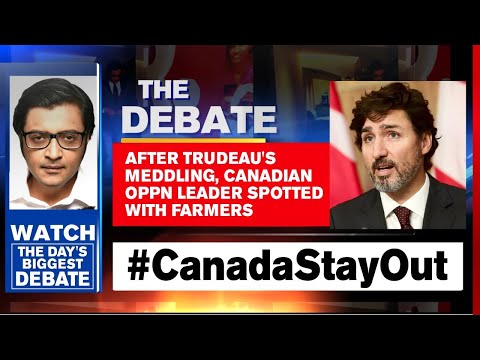 THE
DEBATE
AFTER TRUDEAU'S
MEDDLING, CANADIAN
OPPN LEADER SPOTTED
WITH FARMERS
WATCH
THE DAY'S
BIGGEST
DEBATE
#CanadaStayOut